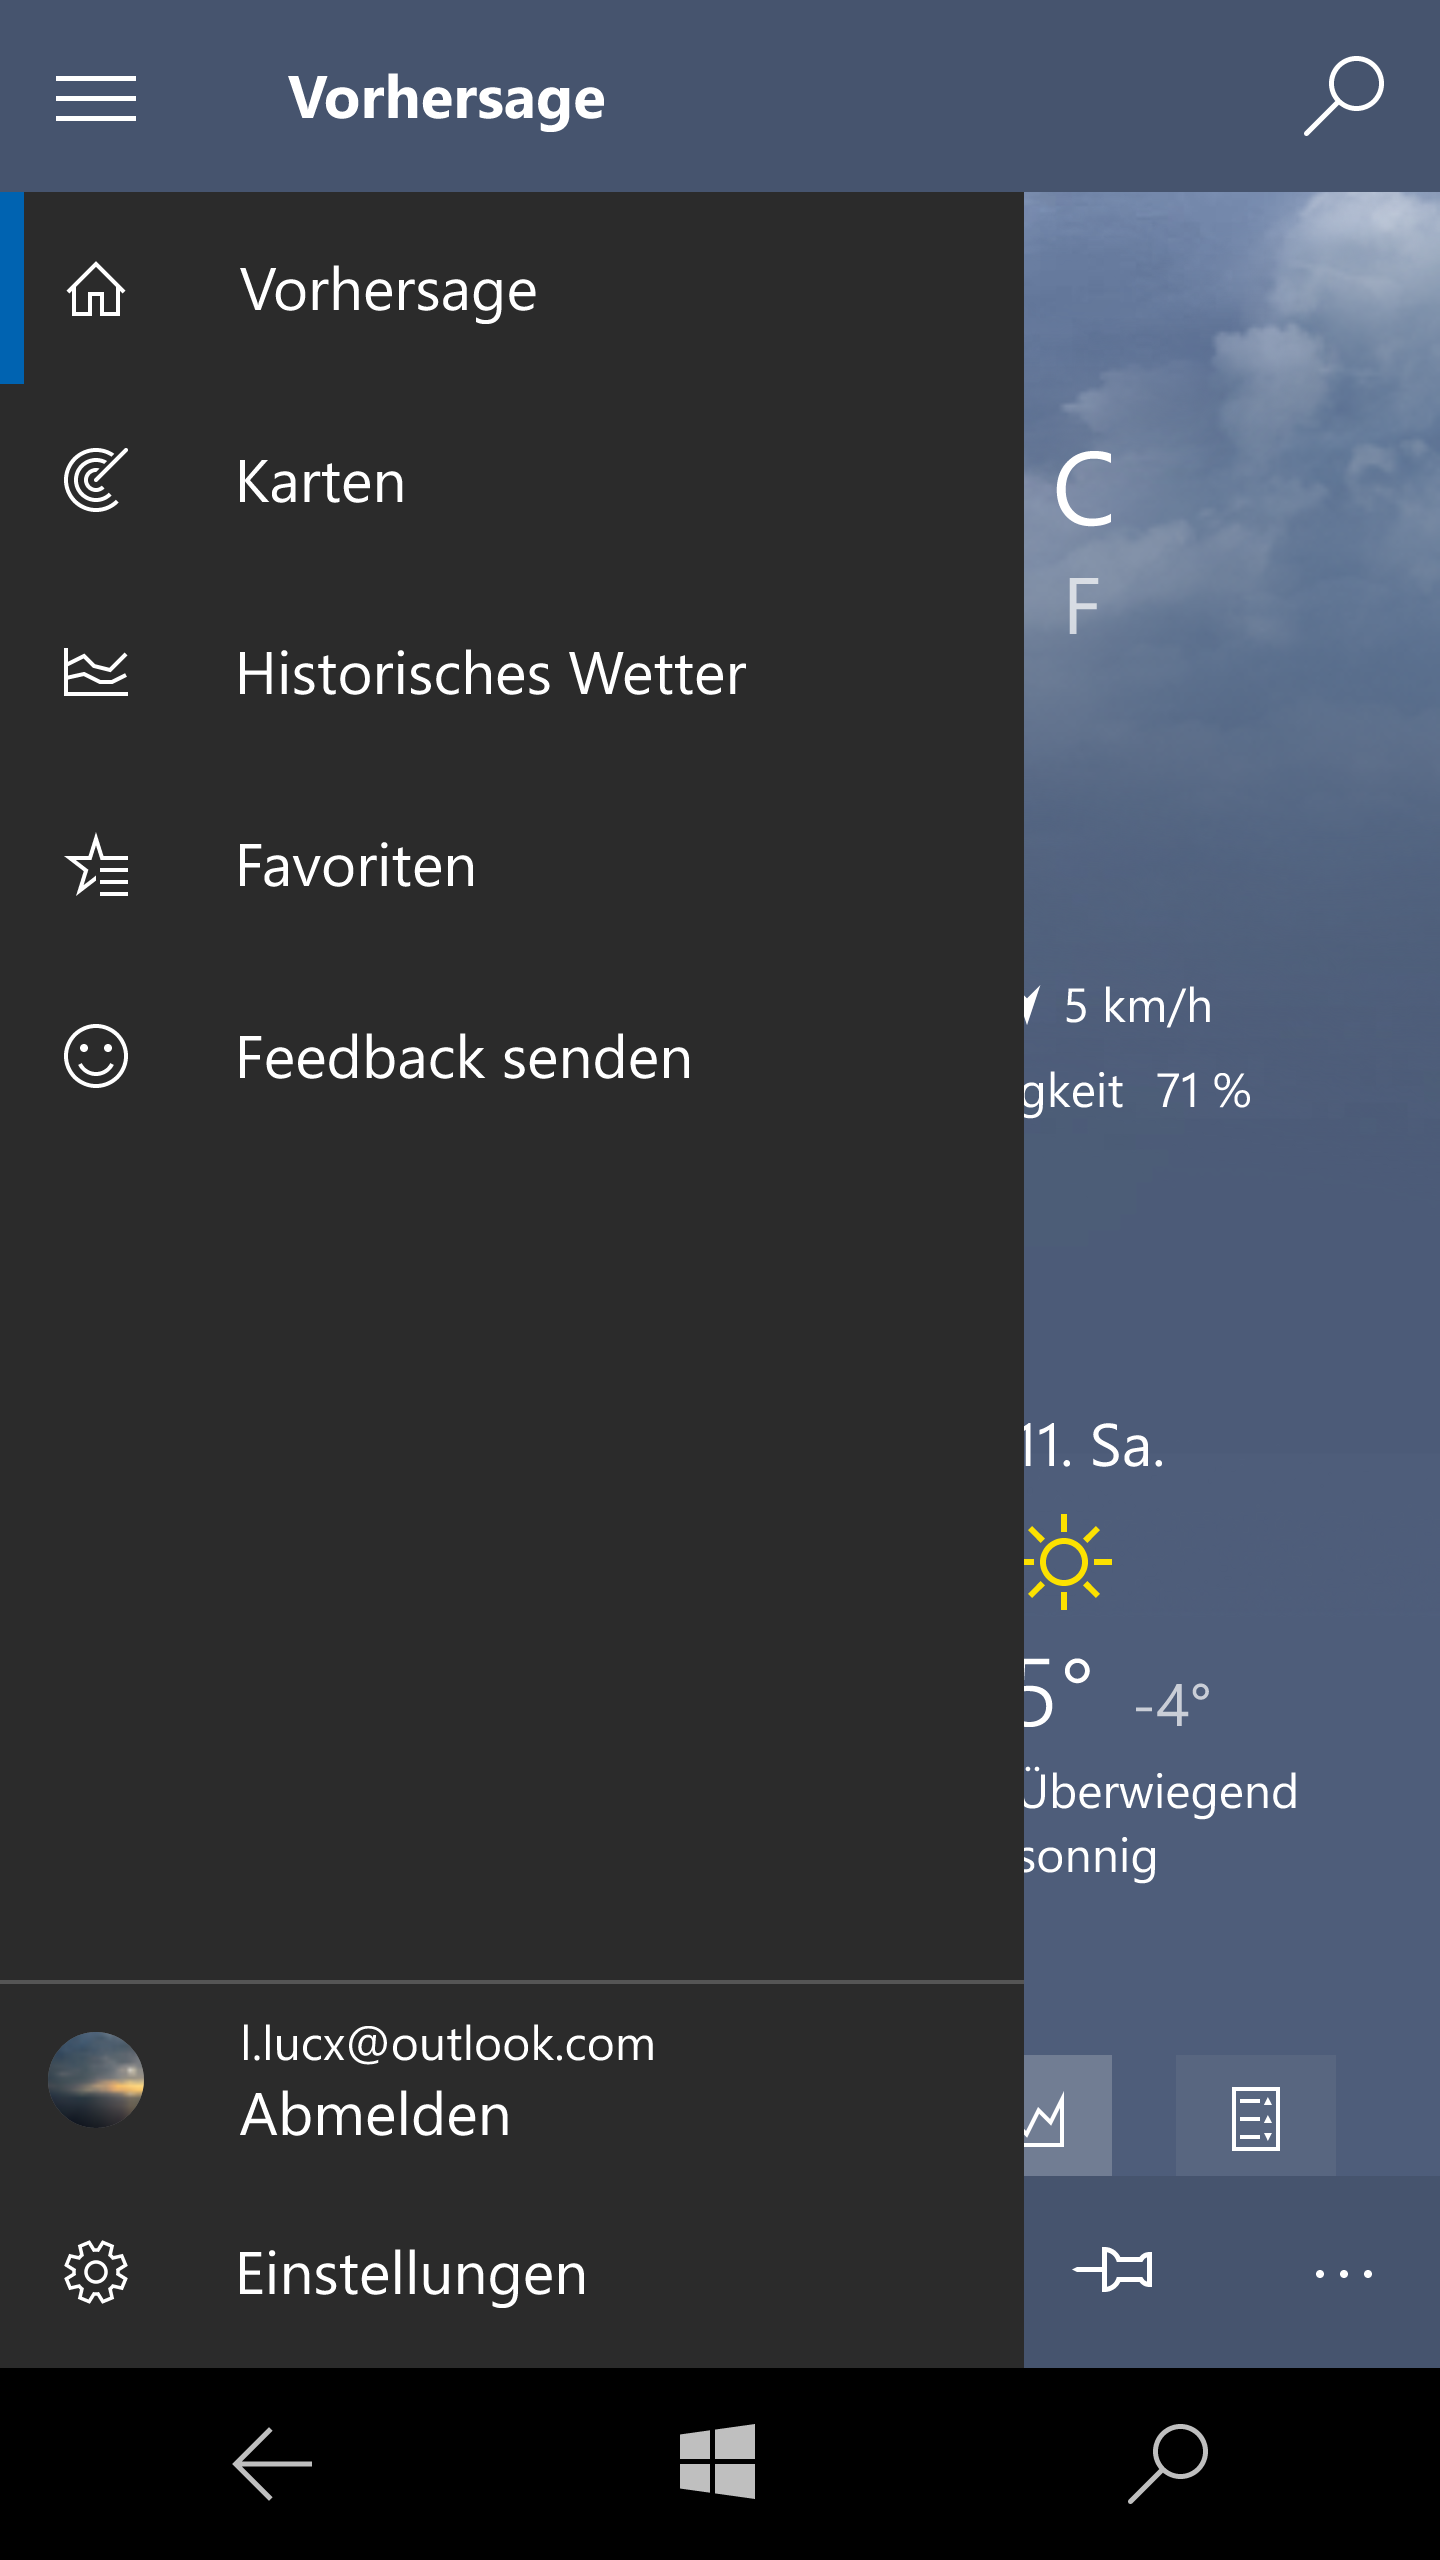 Vorhersage
Vorhersage
Karten
Historisches Wetter
Favoriten
Feedback senden
C
F
5 km/h
gkeit 71 %
11. Sa.
5° -4°
Überwiegend
sonnig
l.lucx@outlook.com
Abmelden
Einstellungen